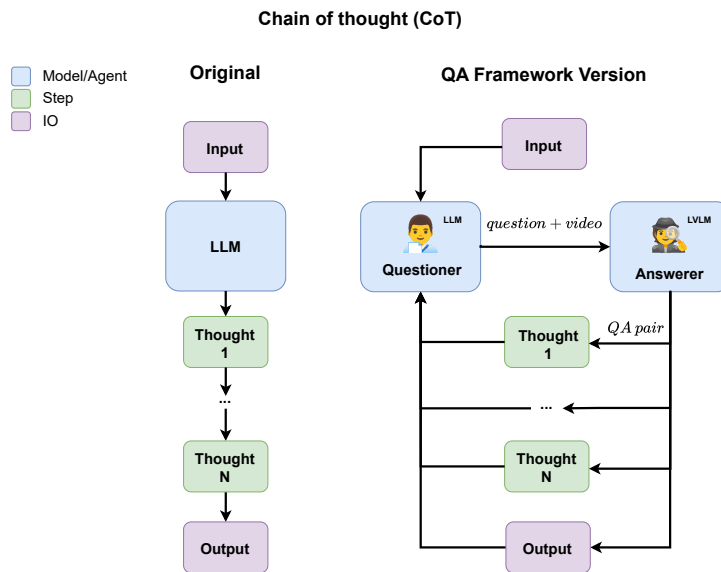 Chain of thought (CoT)
Model/Agent
Step
IO
Original
Input
LLM
Thought
1
...
Thought
N
Output
QA Framework Version
Input
LLM
Questioner
question + video
LVLM
Answerer
QA pair
Thought
1
...
Thought
N
Output